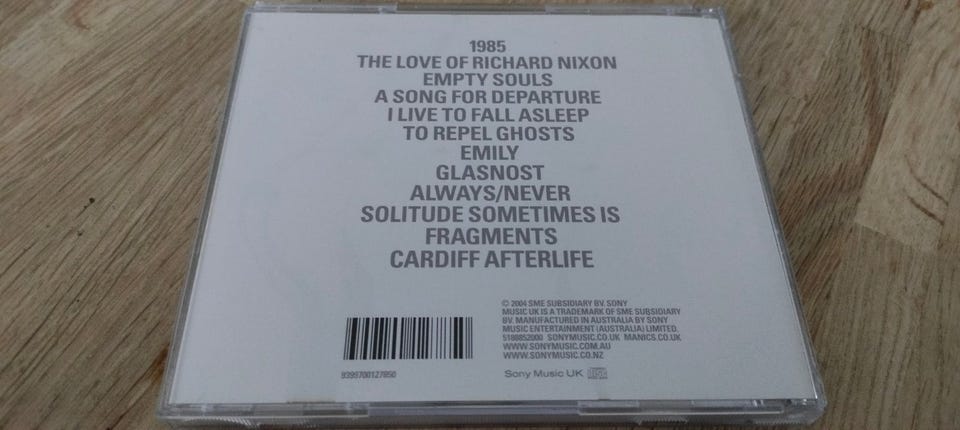 1985
THE LOVE OF RICHARD NIXON
EMPTY SOULS
A SONG FOR DEPARTURE
I LIVE TO FALL ASLEEP
TO REPEL GHOSTS
EMILY
GLASNOST
ALWAYS/NEVER
SOLITUDE SOMETIMES IS
FRAGMENTS
CARDIFF AFTERLIFE
© 2004 SME SUBSIDIARY BV. SONY
MUSIC UK IS A TRADEMARK OF SME SUBSIDIARY
BV. MANUFACTURED IN AUSTRALIA BY SONY
MUSIC ENTERTAINMENT (AUSTRALIA) LIMITED.
5188852000 SONYMUSIC.CO.UK MANICS.CO.UK
WWW.SONYMUSIC.COM.AU
WWW.SONYMUSIC.CO.NZ
9399700127850
Sony Music UK